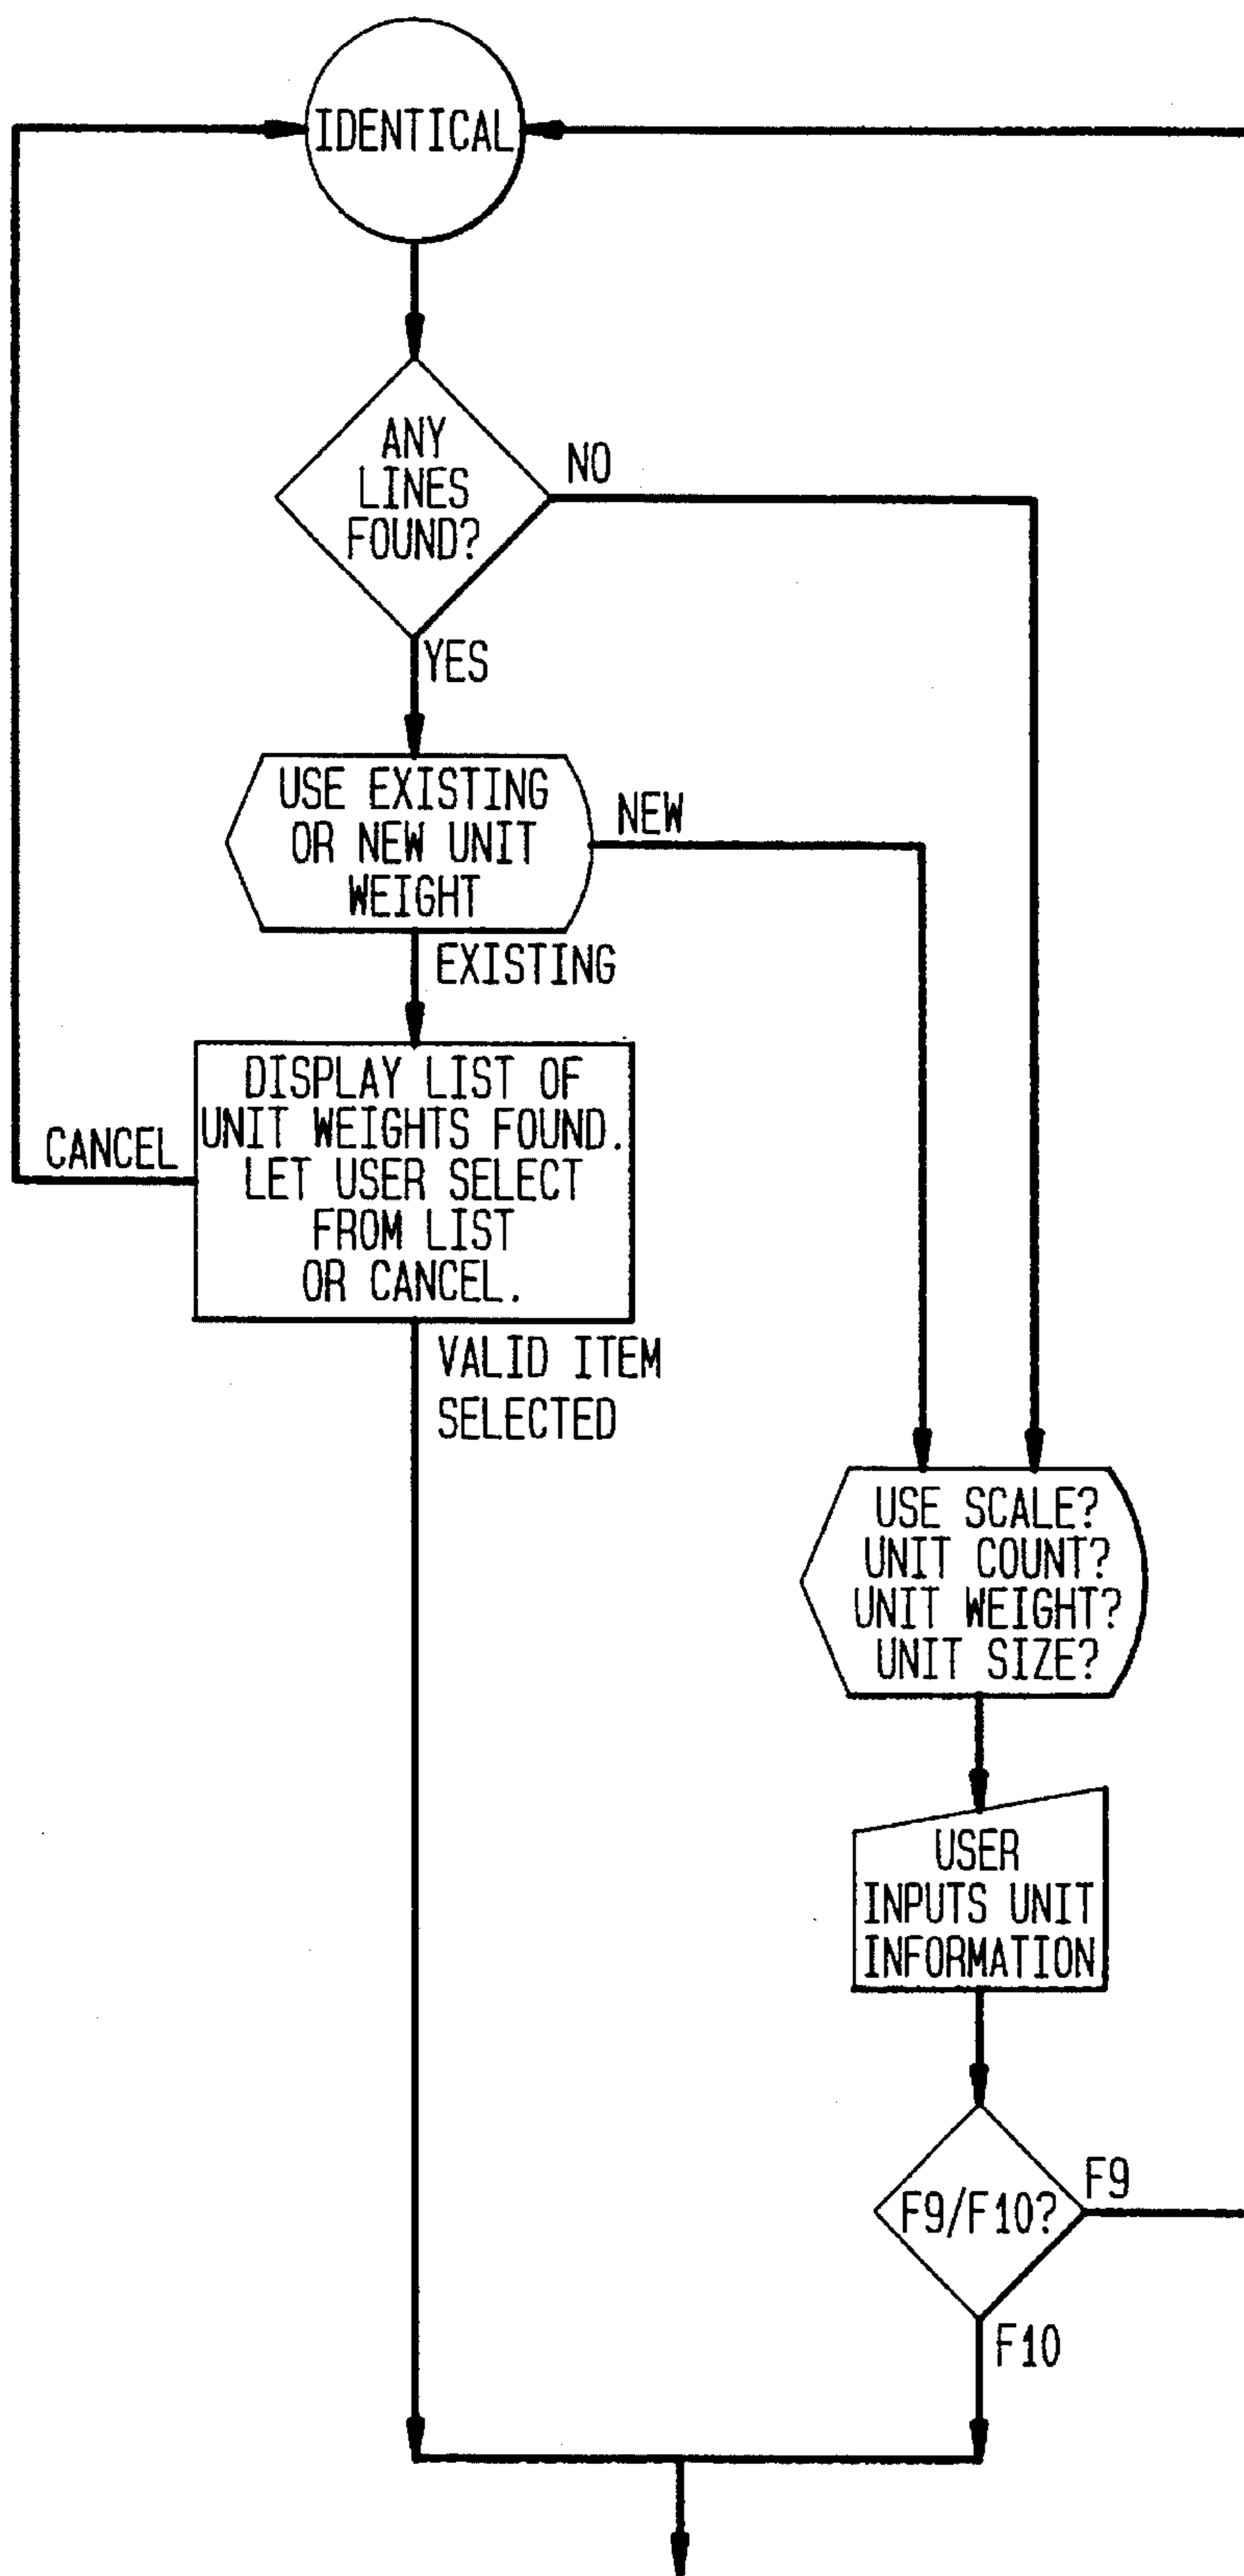 IDENTICAL
ANY
LINES
FOUND?
NO
YES
USE EXISTING
OR NEW UNIT
WEIGHT
NEW
EXISTING
DISPLAY LIST OF
UNIT WEIGHTS FOUND.
LET USER SELECT
FROM LIST
OR CANCEL.
CANCEL
VALID ITEM
SELECTED
USE SCALE?
UNIT COUNT?
UNIT WEIGHT?
UNIT SIZE?
USER
INPUTS UNIT
INFORMATION
F9/F10?
F9
F10